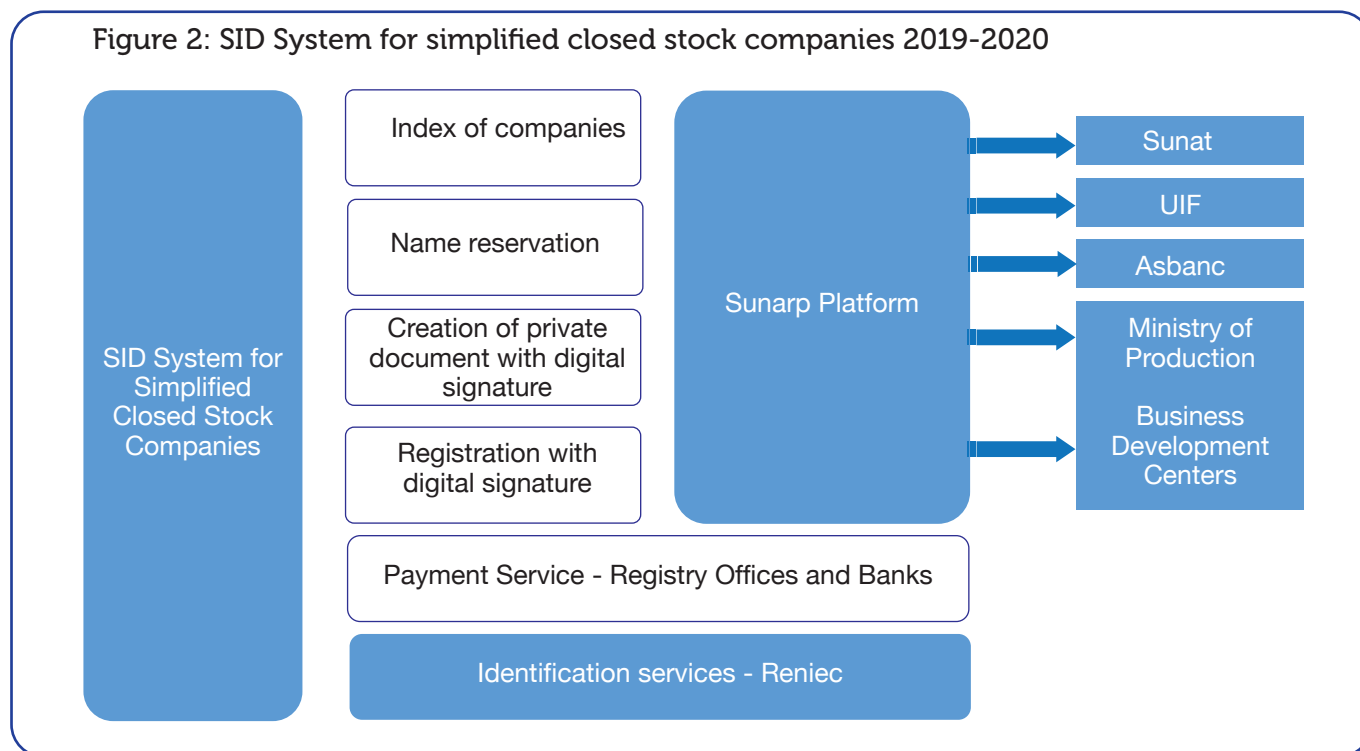 Figure 2: SID System for simplified closed stock companies 2019-2020
SID System for
Simplified
Closed Stock
Companies
Index of companies
Name reservation
Creation of private
document with digital
signature
Registration with
digital signature
Sunarp Platform
Payment Service - Registry Offices and Banks
Identification services - Reniec
Sunat
UIF
Asbanc
Ministry of
Production
Business
Development
Centers